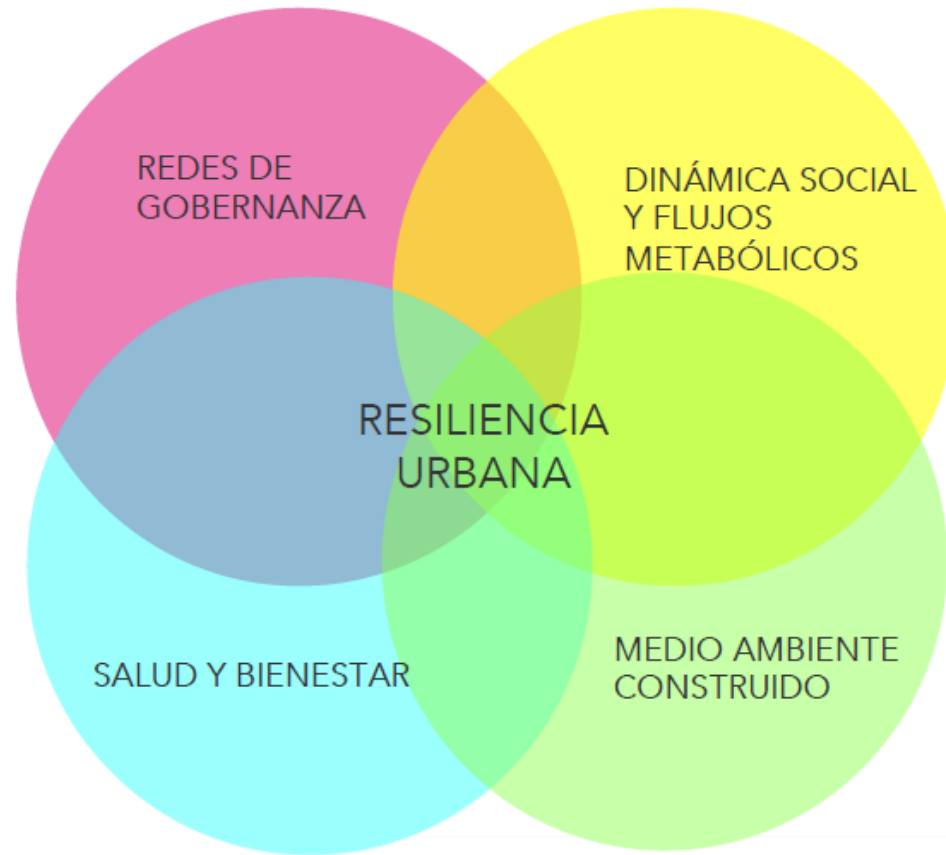 REDES DE
GOBERNANZA
DINÁMICA SOCIAL
Y FLUJOS
METABÓLICOS
RESILIENCIA
URBANA
SALUD Y BIENESTAR
MEDIO AMBIENTE
CONSTRUIDO